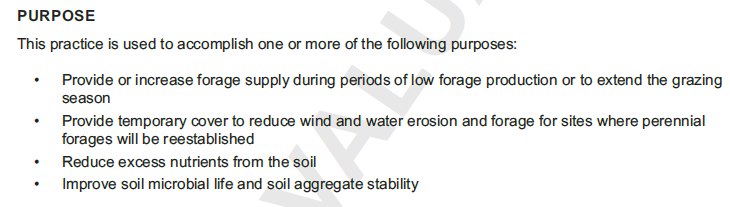 PURPOSE
This practice is used to accomplish one or more of the following purposes:
• Provide or increase forage supply during periods of low forage production or to extend the grazing
season
• Provide temporary cover to reduce wind and water erosion and forage for sites where perennial
forages will be reestablished
• Reduce excess nutrients from the soil
• Improve soil microbial life and soil aggregate stability